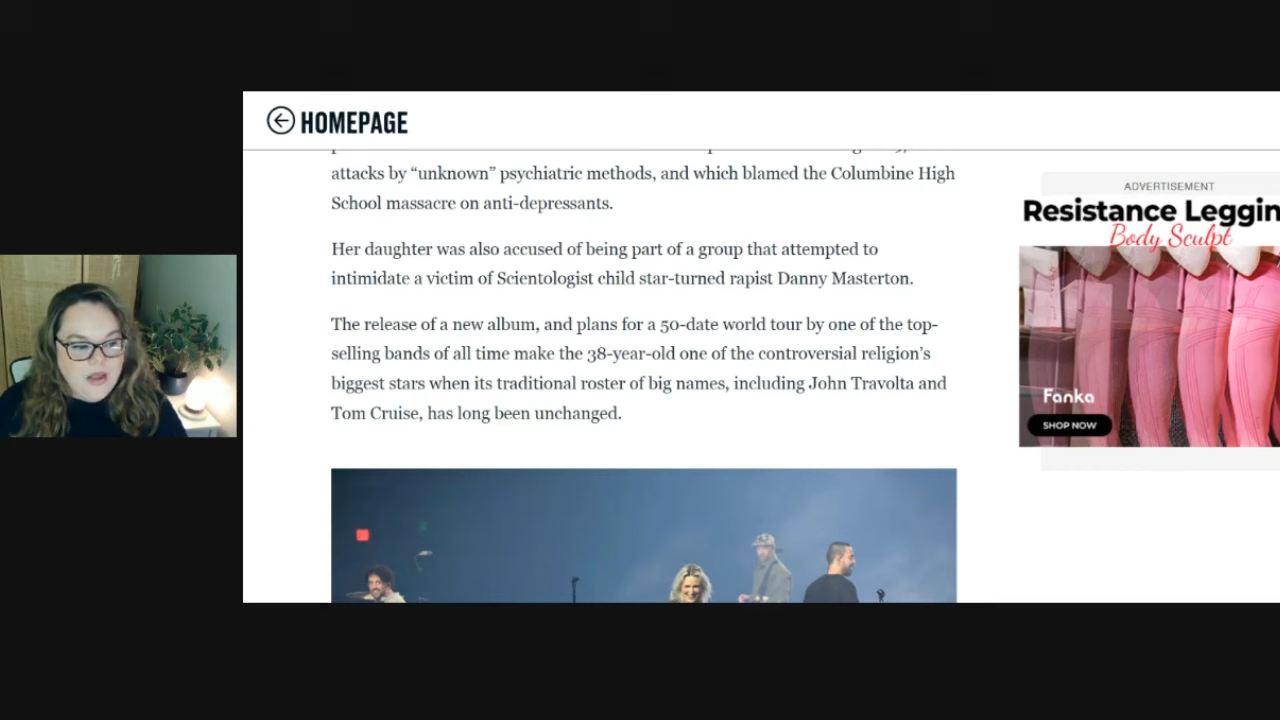 HOMEPAGE
attacks by “unknown” psychiatric methods, and which blamed the Columbine High
School massacre on anti-depressants.
Her daughter was also accused of being part of a group that attempted to
intimidate a victim of Scientologist child star-turned rapist Danny Masterton.
The release of a new album, and plans for a 50-date world tour by one of the top-
selling bands of all time make the 38-year-old one of the controversial religion’s
biggest stars when its traditional roster of big names, including John Travolta and
Tom Cruise, has long been unchanged.
ADVERTISEMENT
Resistance Leggin
Body Sculpt
Fanka
SHOP NOW